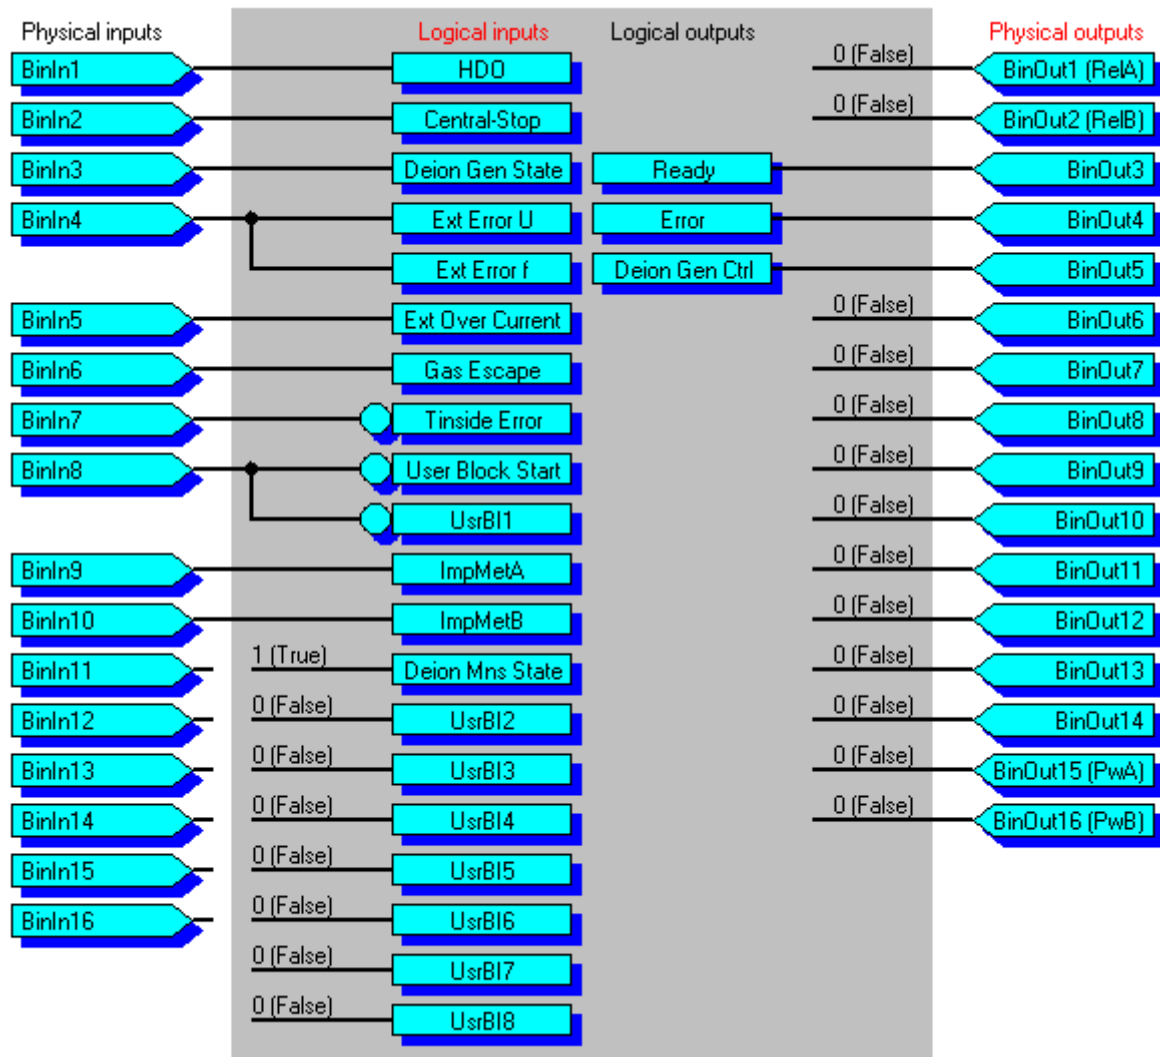 Physical inputs Logical inputs Logical outputs Physical outputs
BinIn1 HDO 0 (False) BinOut1 (RelA)
BinIn2 Central-Stop 0 (False) BinOut2 (RelB)
BinIn3 Deion Gen State Ready BinOut3
BinIn4 Ext Error U Error BinOut4
Ext Error f Deion Gen Ctrl BinOut5
BinIn5 Ext Over Current 0 (False) BinOut6
BinIn6 Gas Escape 0 (False) BinOut7
BinIn7 Tinside Error 0 (False) BinOut8
BinIn8 User Block Start 0 (False) BinOut9
UsrBI1 0 (False) BinOut10
BinIn9 ImpMetA 0 (False) BinOut11
BinIn10 ImpMetB 0 (False) BinOut12
BinIn11 1 (True) Deion Mns State 0 (False) BinOut13
BinIn12 0 (False) UsrBI2 0 (False) BinOut14
BinIn13 0 (False) UsrBI3 0 (False) BinOut15 (PwA)
BinIn14 0 (False) UsrBI4 0 (False) BinOut16 (PwB)
BinIn15 0 (False) UsrBI5
BinIn16 0 (False) UsrBI6
0 (False) UsrBI7
0 (False) UsrBI8